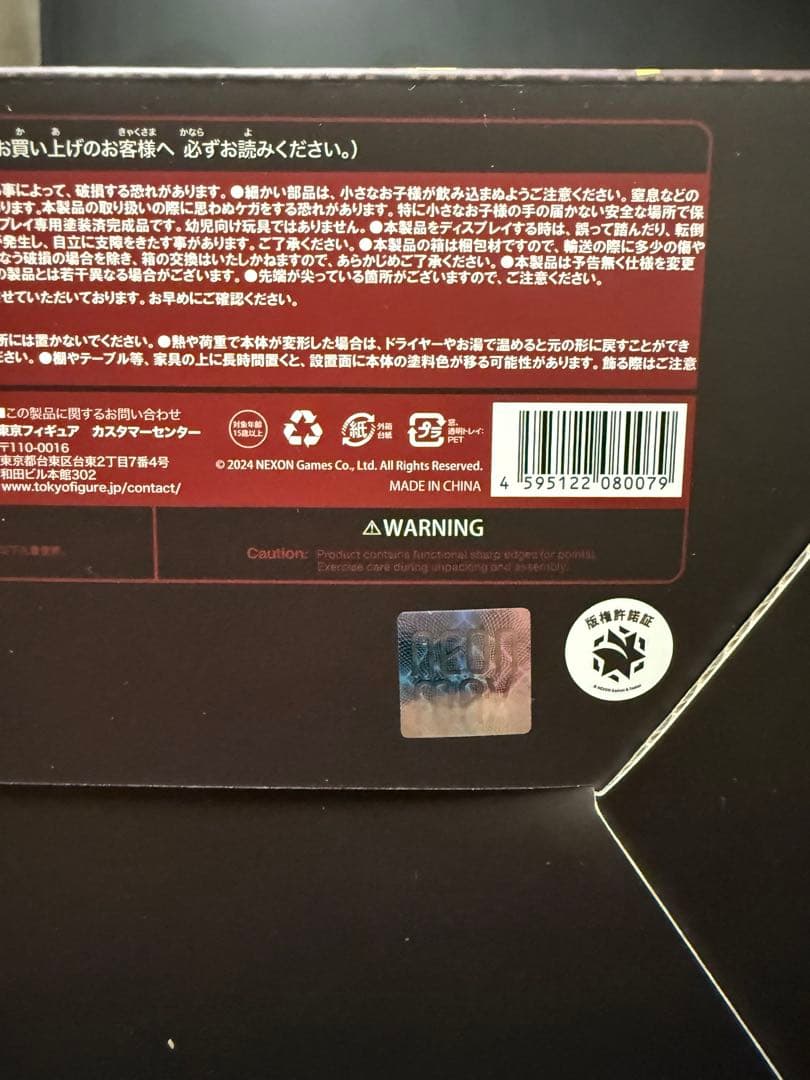 お買い上げのお客様へ 必ずお読みください。)
事によって、破損する恐れがあります。●細かい部品は、小さなお子様が飲み込まぬようご注意ください。窒息などの
ります。本製品の取り扱いの際に思わぬケガをする恐れがあります。特に小さなお子様の手の届かない安全な場所で保
プレイ専用塗装済完成品です。幼児向け玩具ではありません。●本製品をディスプレイする時は、誤って踏んだり、転倒
が発生し、自立に支障をきたす事があります。ご了承ください。●本製品の箱は梱包材ですので、輸送の際に多少の傷や
なう破損の場合を除き、箱の交換はいたしかねますので、あらかじめご了承ください。●本製品は予告無く仕様を変更
の製品とは若干異なる場合がございます。●先端が尖っている箇所がございますので、ご注意ください。
せていただいております。お早めにご確認ください。
所には置かないでください。●熱や荷重で本体が変形した場合は、ドライヤーやお湯で温めると元の形に戻すことができ
ださい。●棚やテーブル等、家具の上に長時間置くと、設置面に本体の塗料色が移る可能性があります。飾る際はご注意
■この製品に関するお問い合わせ
東京フィギュア カスタマーセンター
〒110-0016
東京都台東区台東2丁目7番4号
和田ビル本館302
www.tokyofigure.jp/contact/
対象年齢
15歳以上
紙
外箱
台紙
プラ
窓、
透明トレイ:
PET
© 2024 NEXON Games Co., Ltd. All Rights Reserved.
MADE IN CHINA
4 595122 080079
⚠WARNING
Caution: Product contains functional sharp edges (or points).
Exercise care during unpacking and assembly.
版権許諾証